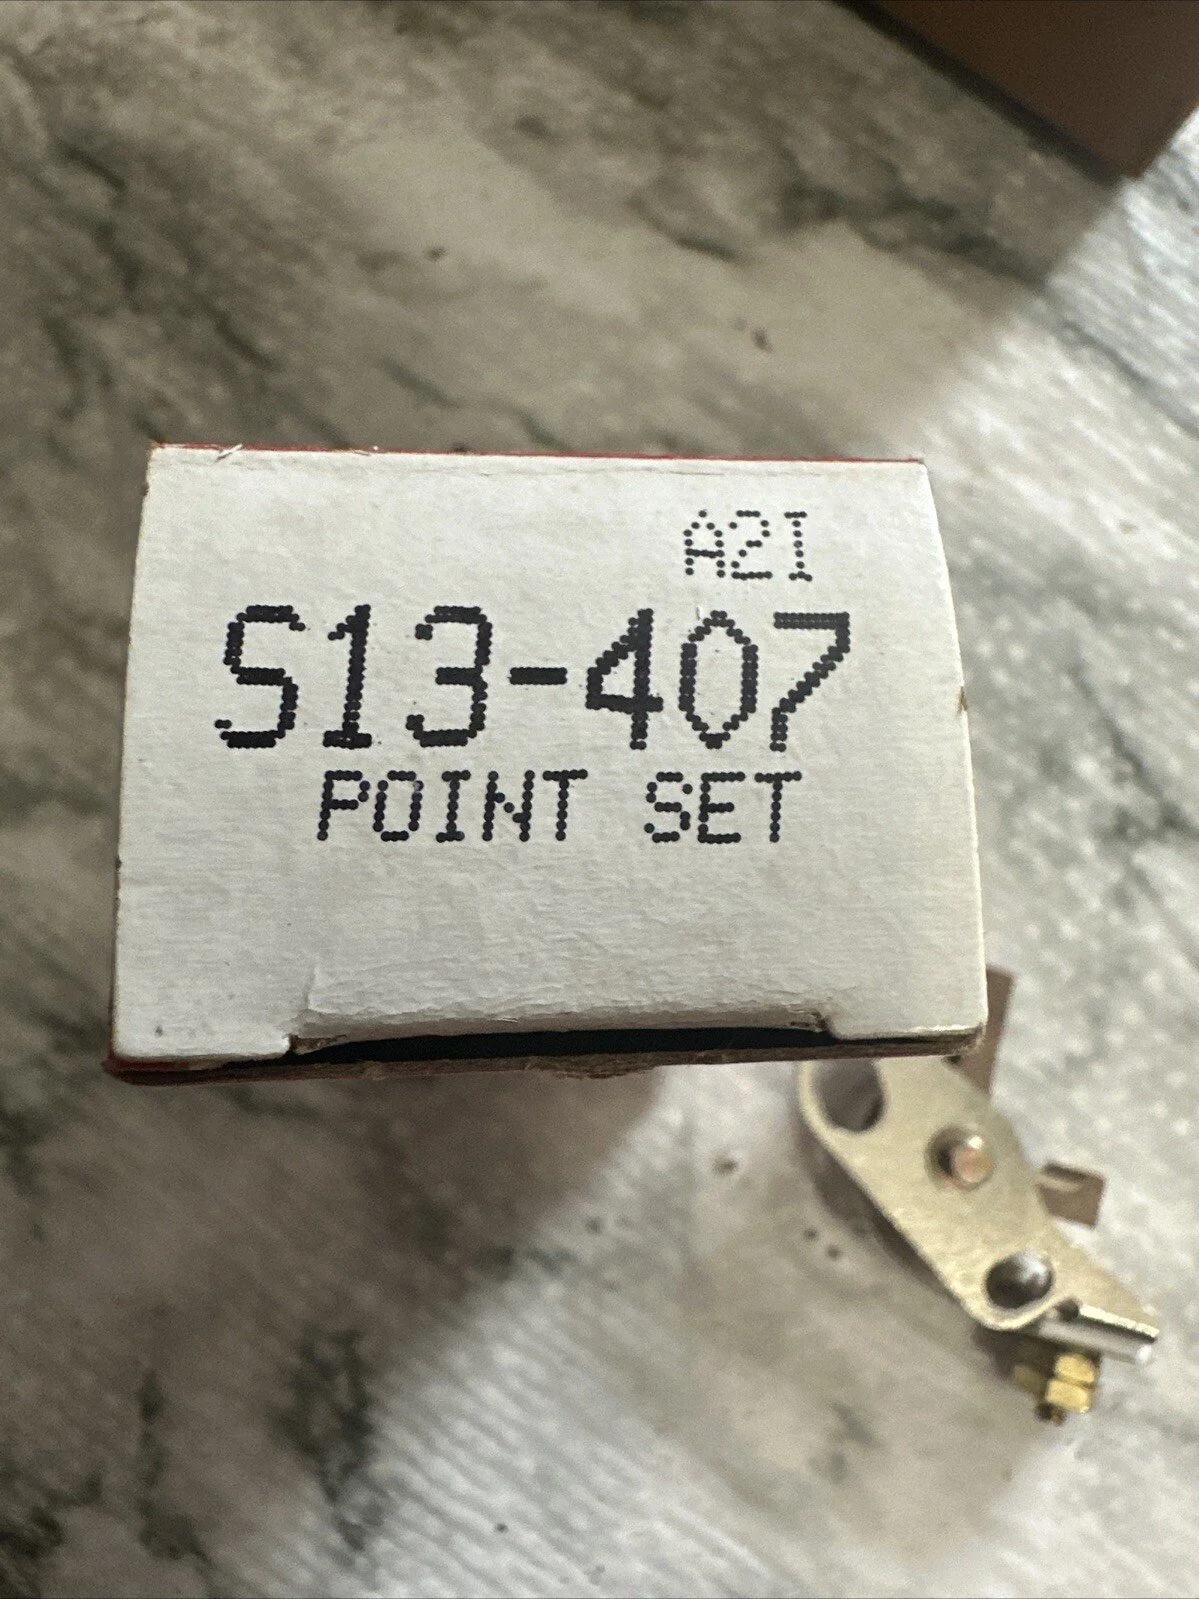 A2I
S13-407
POINT SET